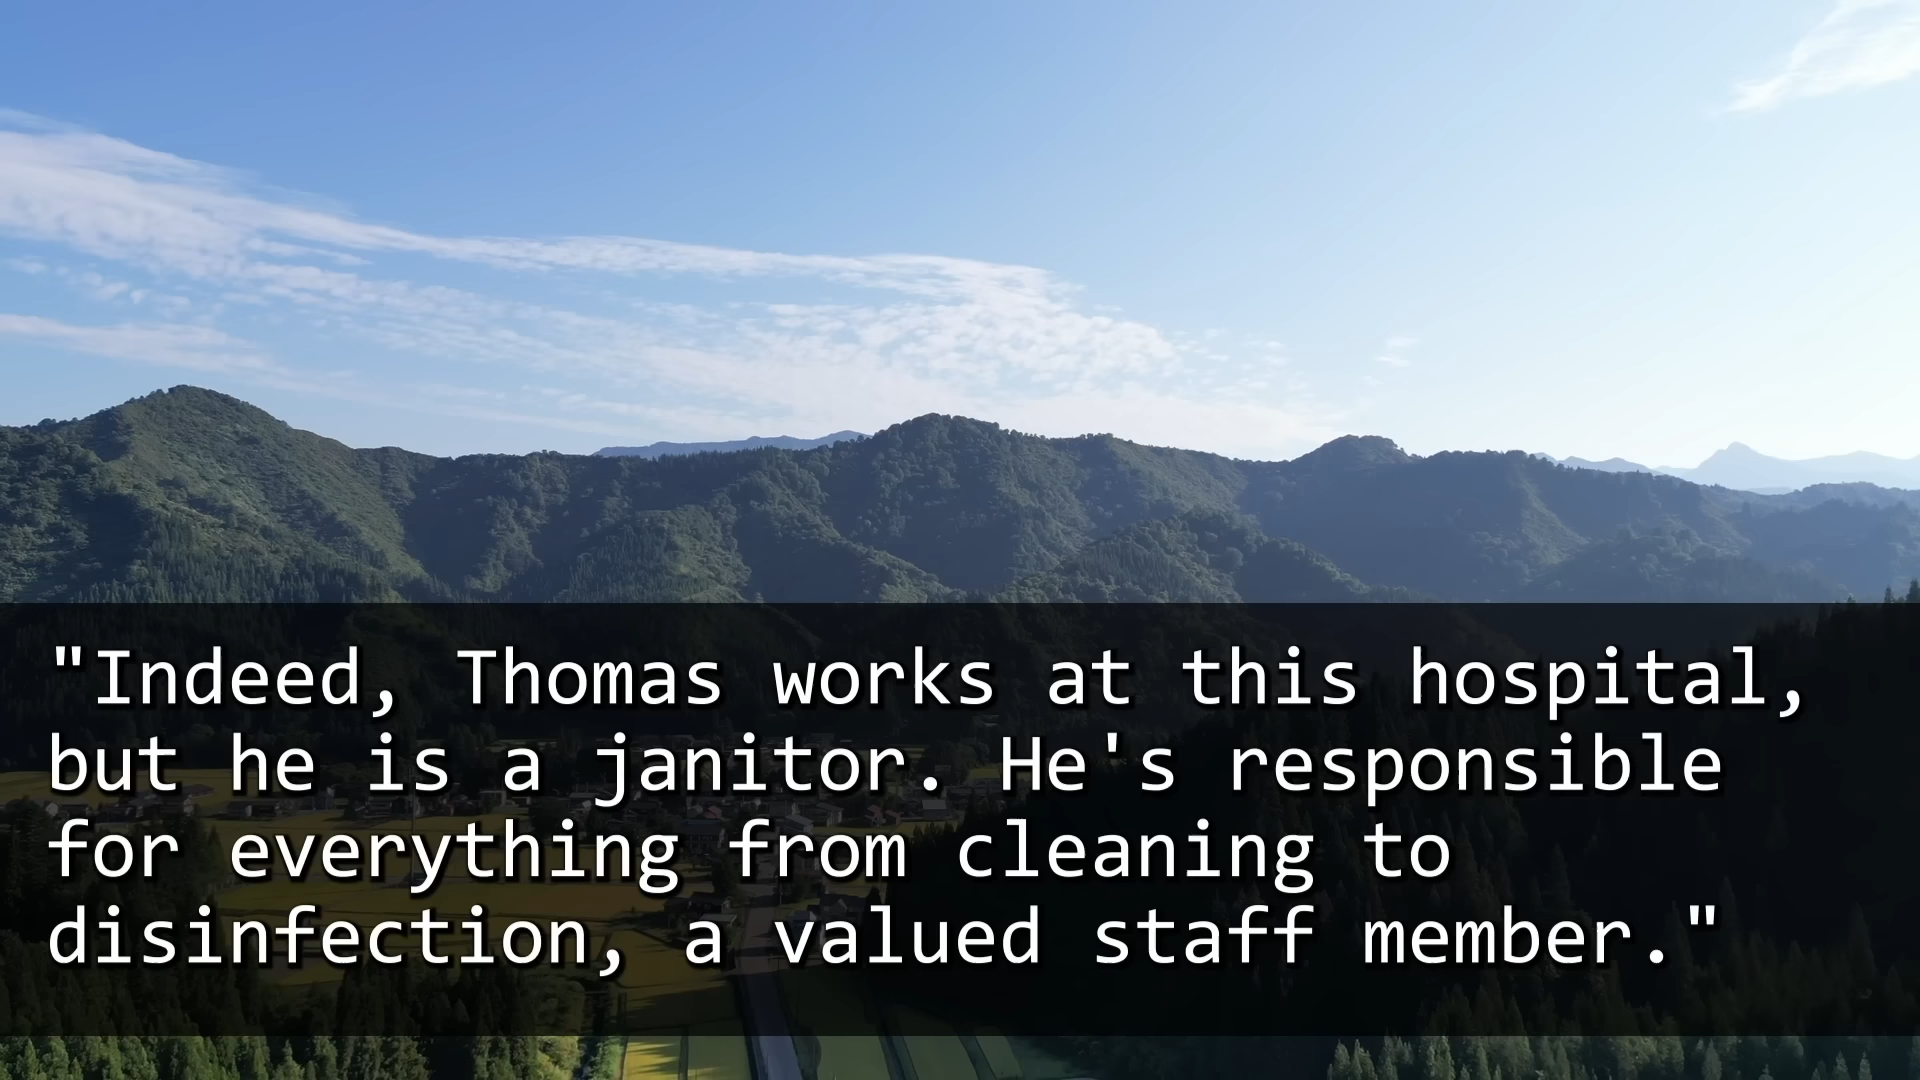 "Indeed, Thomas works at this hospital,
but he is a janitor. He's responsible
for everything from cleaning to
disinfection, a valued staff member."